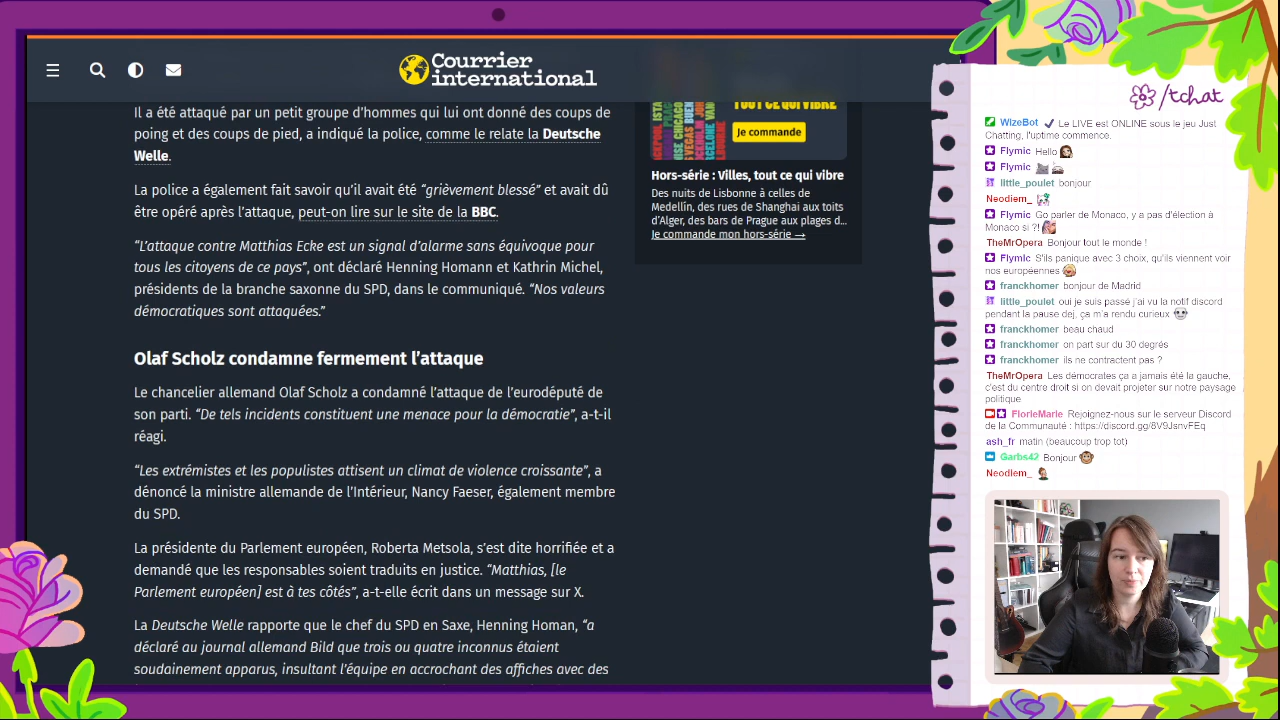 Courrier
international
Il a été attaqué par un petit groupe d’hommes qui lui ont donné des coups de
poing et des coups de pied, a indiqué la police, comme le relate la Deutsche
Welle.
La police a également fait savoir qu’il avait été “grièvement blessé” et avait dû
être opéré après l’attaque, peut-on lire sur le site de la BBC.
“L’attaque contre Matthias Ecke est un signal d’alarme sans équivoque pour
tous les citoyens de ce pays”, ont déclaré Henning Homann et Kathrin Michel,
présidents de la branche saxonne du SPD, dans le communiqué. “Nos valeurs
démocratiques sont attaquées.”
Olaf Scholz condamne fermement l’attaque
Le chancelier allemand Olaf Scholz a condamné l’attaque de l’eurodéputé de
son parti. “De tels incidents constituent une menace pour la démocratie”, a-t-il
réagi.
“Les extrémistes et les populistes attisent un climat de violence croissante”, a
dénoncé la ministre allemande de l’Intérieur, Nancy Faeser, également membre
du SPD.
La présidente du Parlement européen, Roberta Metsola, s’est dite horrifiée et a
demandé que les responsables soient traduits en justice. “Matthias, [le
Parlement européen] est à tes côtés”, a-t-elle écrit dans un message sur X.
La Deutsche Welle rapporte que le chef du SPD en Saxe, Henning Homan, “a
déclaré au journal allemand Bild que trois ou quatre inconnus étaient
soudainement apparus, insultant l’équipe en accrochant des affiches avec des
TOUT CE QUI VIBRE
Je commande
Hors-série : Villes, tout ce qui vibre
Des nuits de Lisbonne à celles de
Medellín, des rues de Shanghai aux toits
d’Alger, des bars de Prague aux plages d…
Je commande mon hors-série →
/tchat
WizeBot Le LIVE est ONLINE sous le jeu Just
Chatting, l'uptime commence.
Flymic Hello
Flymic
little_poulet bonjour
Neodiem_
Flymic Go parler de Monaco, y a pas d'élection à
Monaco si ?!
TheMrOpera Bonjour tout le monde !
Flymic S'ils panique avec 3 choix, qu'ils viennent voir
nos européennes
franckhomer bonjour de Madrid
little_poulet oui je suis passé j'ai vu la notif discord
pendant la pause dej, ça m'a rendu curieux
franckhomer beau chaud
franckhomer on part sur du 30 degrés
franckhomer ils ne contractent pas ?
TheMrOpera Les démocrates ça a jamais été la gauche,
c'est du centre droit si on devait projeter sur notre paysage
politique
FlorieMarie Rejoignez-nous sur le serveur Discord
de la Communauté : https://discord.gg/8V9JsnvFEq
ash_fr matin (beaucoup trop tot)
Garbs42 Bonjour
Neodiem_